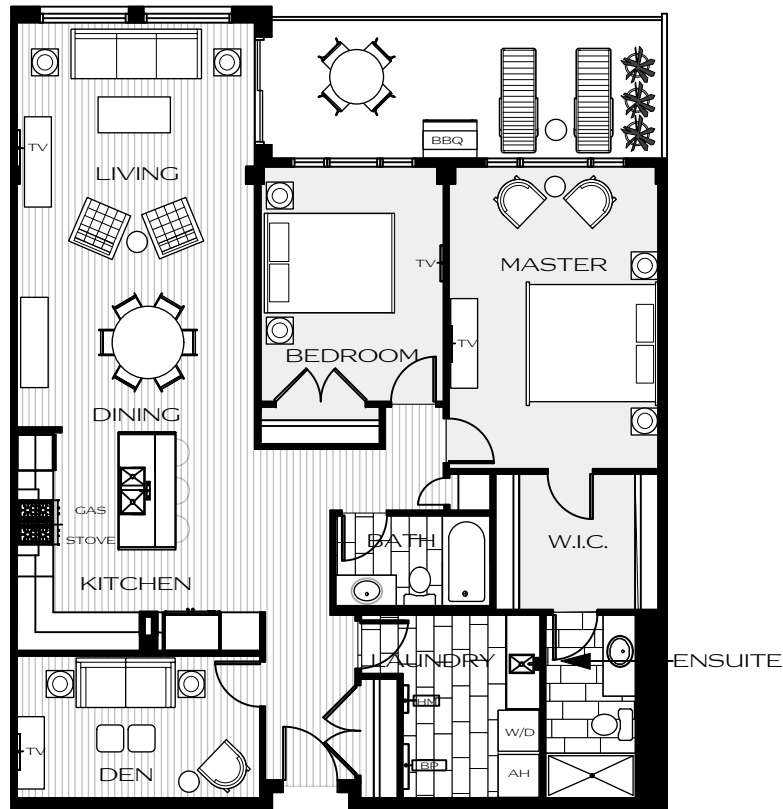 BBQ
TV
LIVING
TV
MASTER
TV
BEDROOM
DINING
GAS
STOVE
BATH
W.I.C.
KITCHEN
LAUNDRY
ENSUITE
HM
W/D
TV
BP
DEN
AH